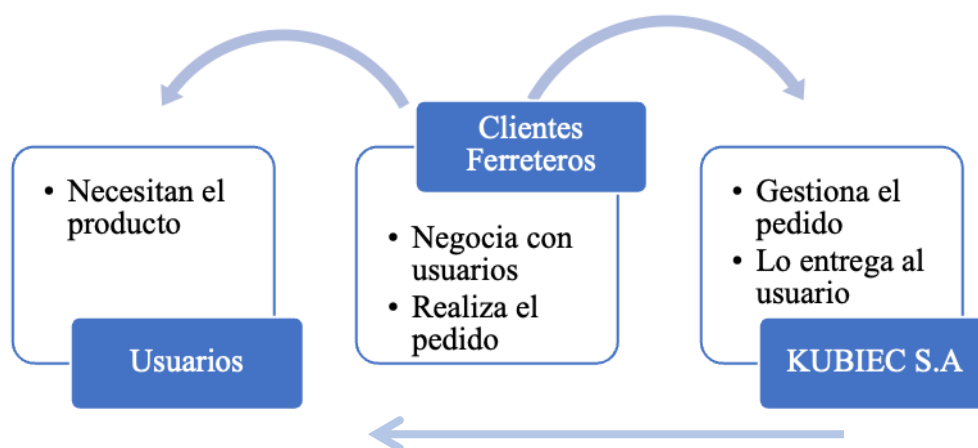 • Necesitan el
producto
Usuarios
Clientes
Ferreteros
• Negocia con
usuarios
• Realiza el
pedido
• Gestiona el
pedido
• Lo entrega al
usuario
KUBIEC S.A